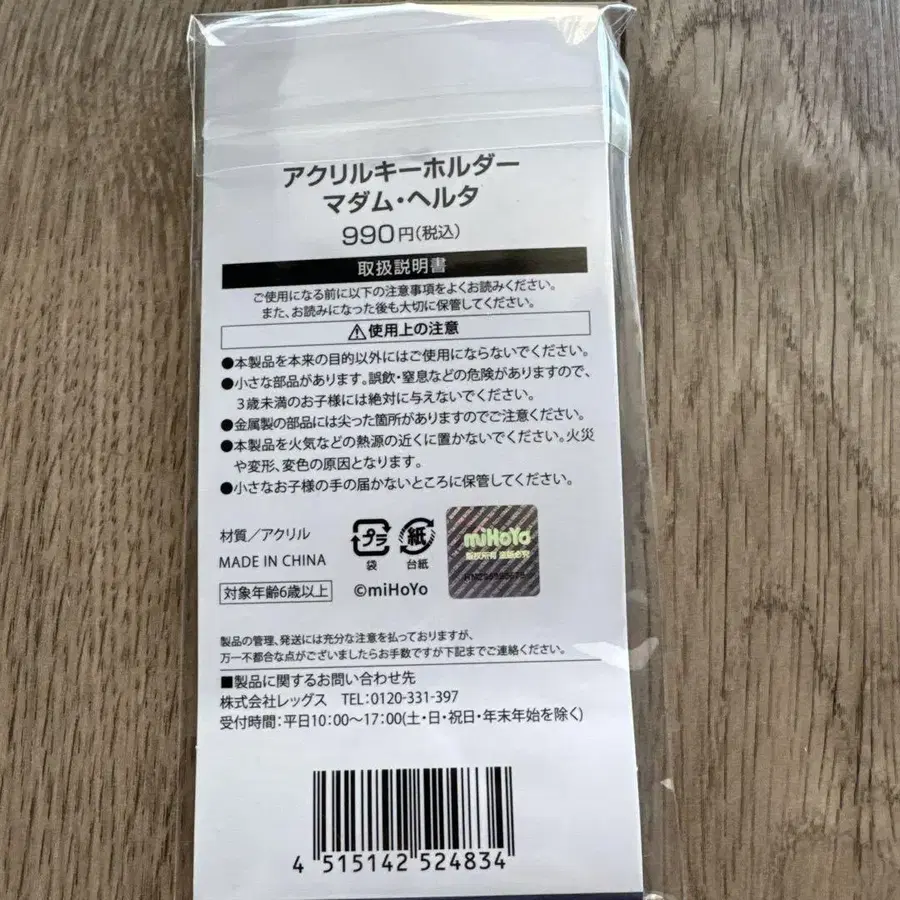 アクリルキーホルダー
マダム・ヘルタ
990円(税込)
取扱説明書
ご使用になる前に以下の注意事項をよくお読みください。
また、お読みになった後も大切に保管してください。
⚠使用上の注意
●本製品を本来の目的以外にはご使用にならないでください。
●小さな部品があります。誤飲・窒息などの危険がありますので、
3歳未満のお子様には絶対に与えないでください。
●金属製の部品には尖った箇所がありますのでご注意ください。
●本製品を火気などの熱源の近くに置かないでください。火災
や変形、変色の原因となります。
●小さなお子様の手の届かないところに保管してください。
材質／アクリル
MADE IN CHINA
対象年齢6歳以上
プラ
袋
紙
台紙
©miHoYo
miHoYo
版权所有 盗版必究
製品の管理、発送には充分な注意を払っておりますが、
万一不都合な点がございましたらお手数ですが下記までご連絡ください。
■製品に関するお問い合わせ先
株式会社レッグス TEL:0120-331-397
受付時間:平日10:00〜17:00(土・日・祝日・年末年始を除く)
4 515142 524834